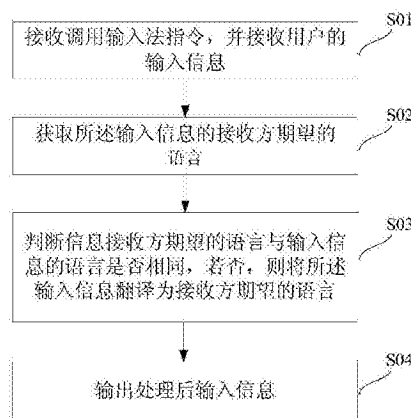 S01
接收调用输入法指令，并接收用户的
输入信息
S02
获取所述输入信息的接收方期望的
语言
S03
判断信息接收方期望的语言与输入信
息的语言是否相同，若否，则将所述
输入信息翻译为接收方期望的语言
S04
输出处理后输入信息